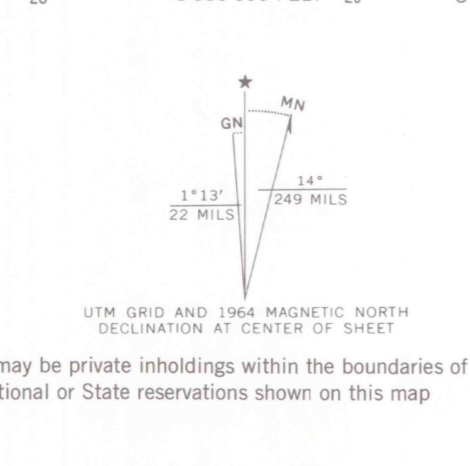 MN
GN
1°13'
22 MILS
14°
249 MILS
UTM GRID AND 1964 MAGNETIC NORTH
DECLINATION AT CENTER OF SHEET
may be private inholdings within the boundaries of
tional or State reservations shown on this map